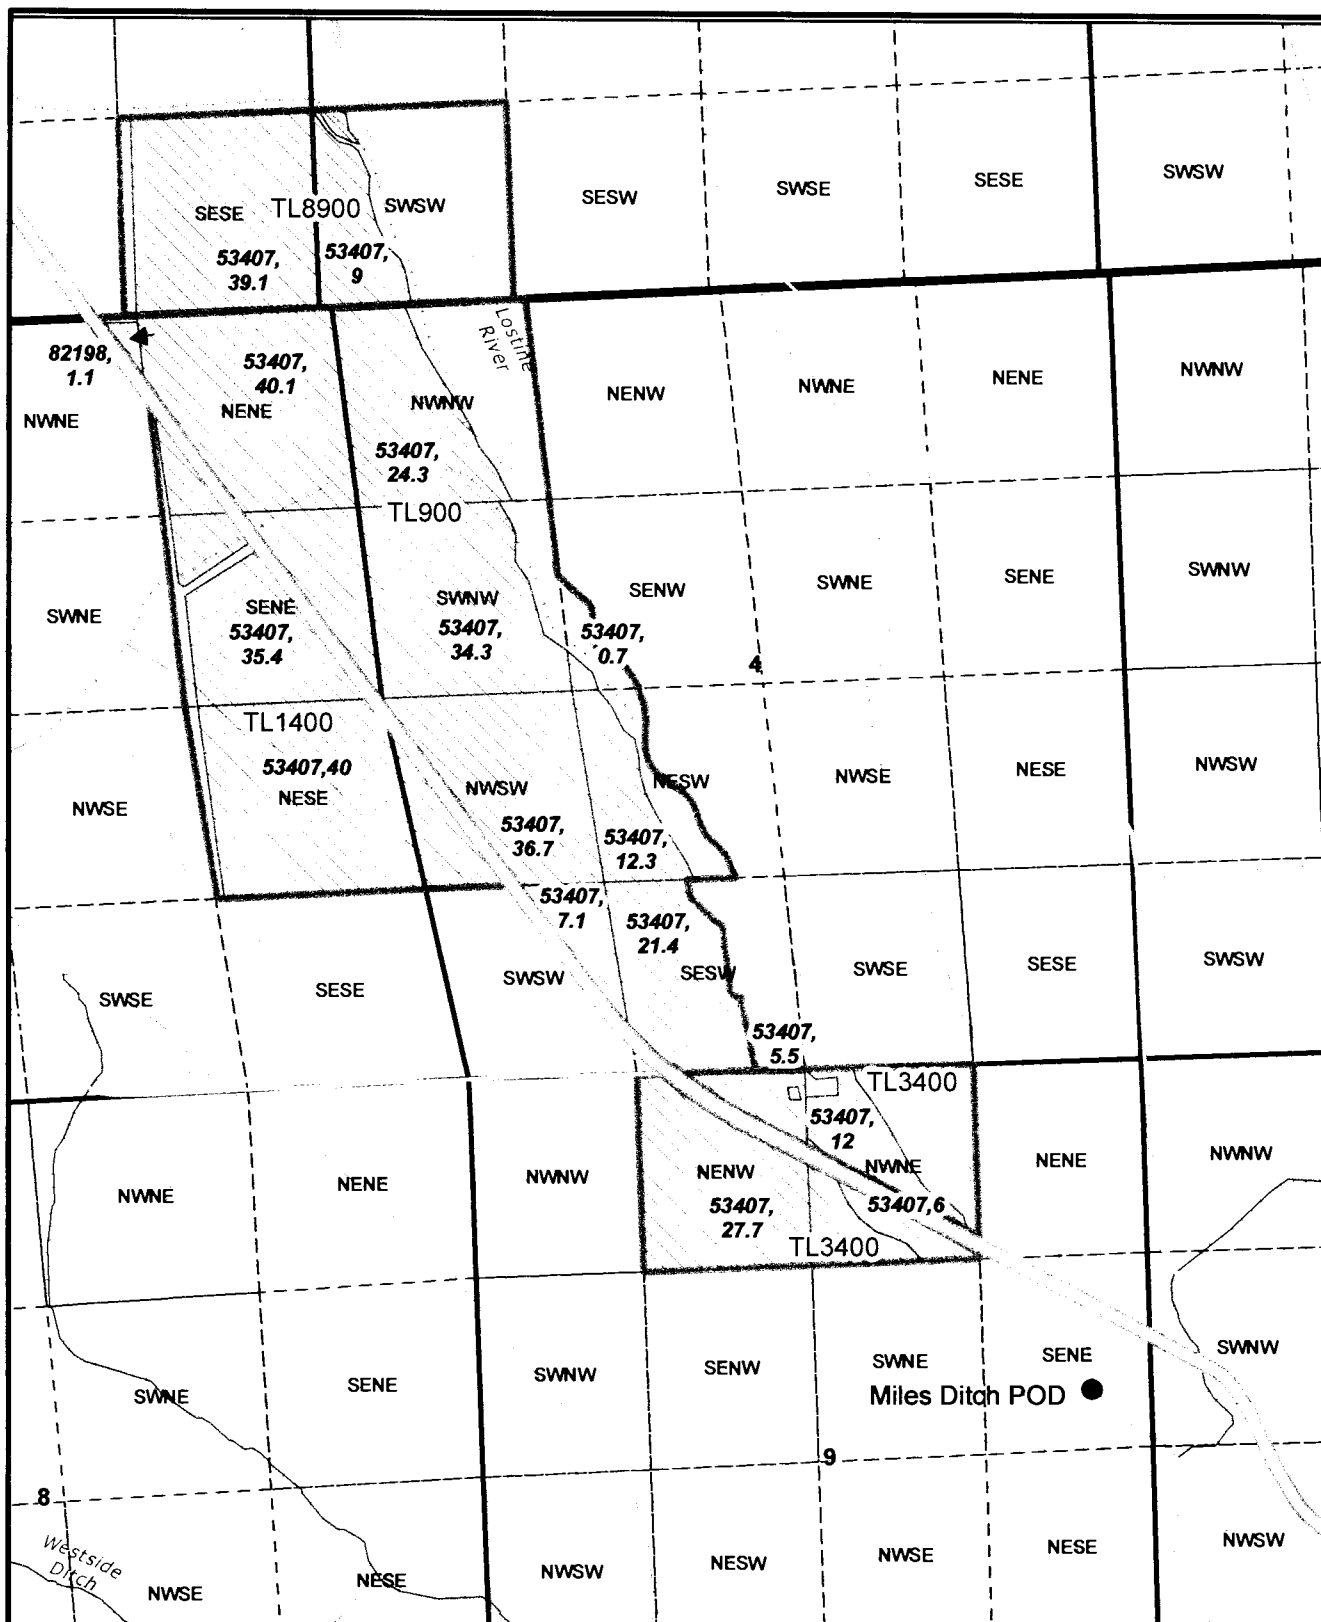 SWSW
SESE
SWSE
SESW
SWSW
SESE
TL8900
53407,
39.1
53407,
9
Lostine
River
82198,
1.1
53407,
40.1
NWNE
NENE
NWNW
NENW
NWNE
NENE
NWNW
53407,
24.3
TL900
SWNE
SENE
53407,
35.4
SWNW
53407,
34.3
SENW
53407,
0.7
SWNE
SENE
SWNW
4
TL1400
53407,40
NESE
NWSE
NWSW
53407,
36.7
NESW
53407,
12.3
NWSE
NESE
NWSW
53407,
7.1
53407,
21.4
SWSE
SESE
SWSW
SESW
SWSE
SESE
SWSW
53407,
5.5
TL3400
53407,
12
NWNE
NENE
NWNW
NENW
53407,
27.7
NWNE
53407,6
TL3400
NENE
NWNW
SWNE
SENE
SWNW
SENW
SWNE
SENE
SWNW
Miles Ditch POD
9
8
Westside
Ditch
NWSE
NESE
NWSW
NESW
NWSE
NESE
NWSW